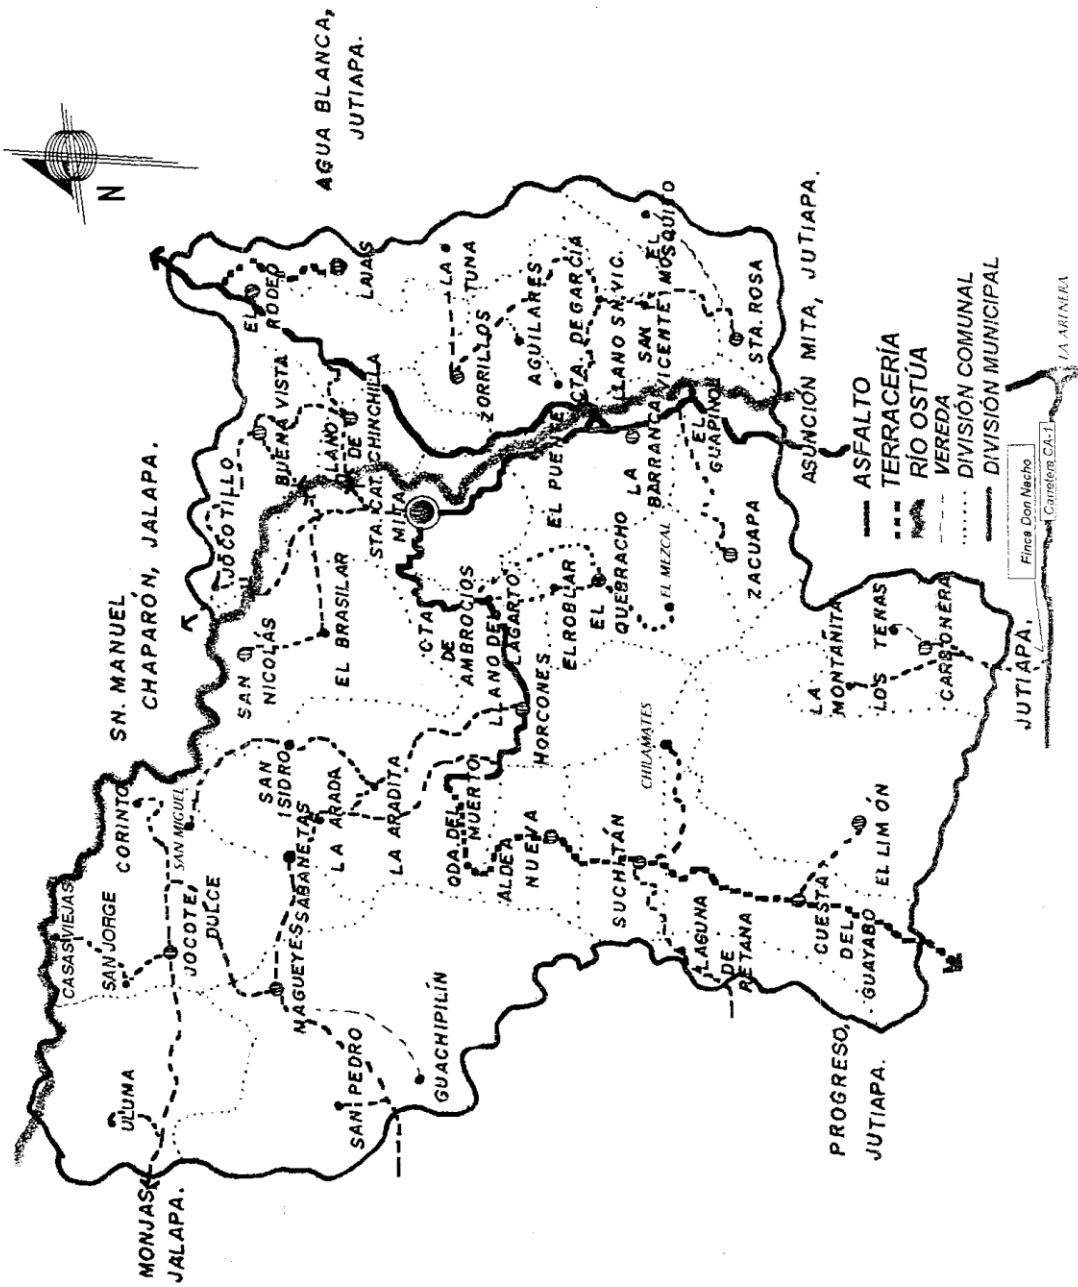 N
MONJAS
JALAPA.
SN. MANUEL
CHAPARÓN, JALAPA.
AGUA BLANCA,
JUTIAPA.
ULUMA
CASAS VIEJAS
SAN JORGE
CORINTO
SAN MIGUEL
JOCOTE
DULCE
SAN
NICOLÁS
JOCOTILLO
BUENA VISTA
EL
RODEO
LAJAS
MAGUEYES
SABANETAS
SAN
ISIDRO
EL BRASILAR
LLANO
DE
STA. CAT.
CHINCHILLA
MITA
SAN PEDRO
GUACHIPILÍN
LA ARADA
LA ARADITA
CTA.
DE
AMBROCIOS
LA
TUNA
ZORRILLOS
AGUILARES
CTA. DE GARCÍA
QDA. DEL
MUERTO
LLANO DEL
LAGARTO
HORCONES
ALDEA
NUEVA
EL ROBLAR
EL
QUEBRACHO
EL MEZCAL
EL PUENTE
LLANO SN. VIC.
SAN
VICENTE
EL
MOSQUITO
LA
BARRANCA
EL
GUAPINOL
STA. ROSA
SUCHITÁN
CHILAMATES
ZACUAPA
LA
LAGUNA
DE
RETANA
CUESTA
DEL
GUAYABO
EL LIMÓN
LA
MONTAÑITA
LOS TERAS
CARBONERA
PROGRESO,
JUTIAPA.
ASUNCIÓN MITA, JUTIAPA.
JUTIAPA.
ASFALTO
TERRACERÍA
RÍO OSTÚA
VEREDA
DIVISIÓN COMUNAL
DIVISIÓN MUNICIPAL
Finca Don Nacho
Carretera CA-1
LA ARENERA